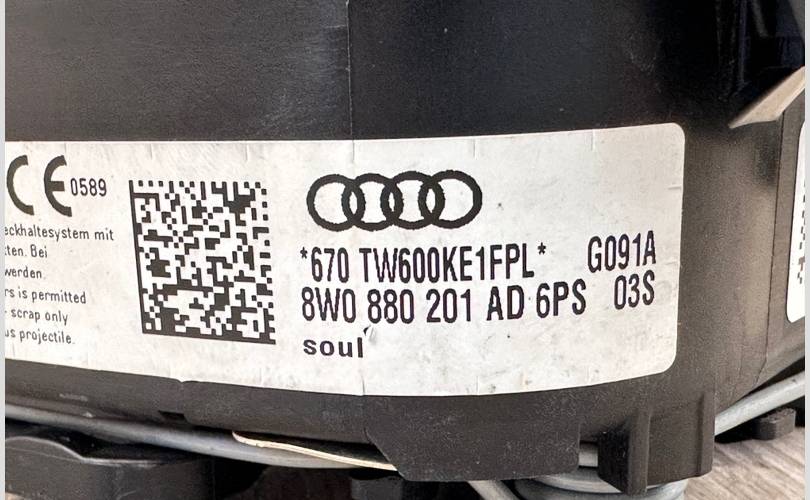 CE 0589
eckhaltesystem mit
ten. Bei
werden.
rs is permitted
scrap only
us projectile.
*670 TW600KE1FPL* G091A
8W0 880 201 AD 6PS 03S
soul